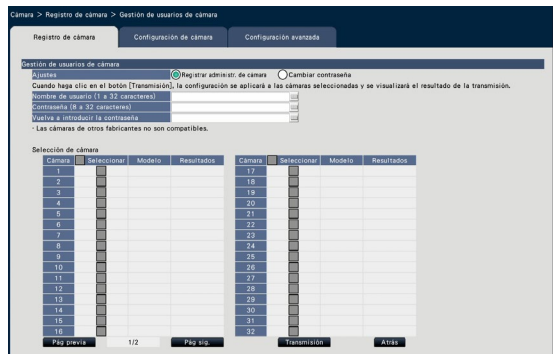 Cámara > Registro de cámara > Gestión de usuarios de cámara
Registro de cámara Configuración de cámara Configuración avanzada
Gestión de usuarios de cámara
Ajustes Registrar administr. de cámara Cambiar contraseña
Cuando haga clic en el botón [Transmisión], la configuración se aplicará a las cámaras seleccionadas y se visualizará el resultado de la transmisión.
Nombre de usuario (1 a 32 caracteres)
Contraseña (8 a 32 caracteres)
Vuelva a introducir la contraseña
· Las cámaras de otros fabricantes no son compatibles.
Selección de cámara
Cámara Seleccionar Modelo Resultados Cámara Seleccionar Modelo Resultados
1 17
2 18
3 19
4 20
5 21
6 22
7 23
8 24
9 25
10 26
11 27
12 28
13 29
14 30
15 31
16 32
Pág previa 1/2 Pág sig. Transmisión Atrás